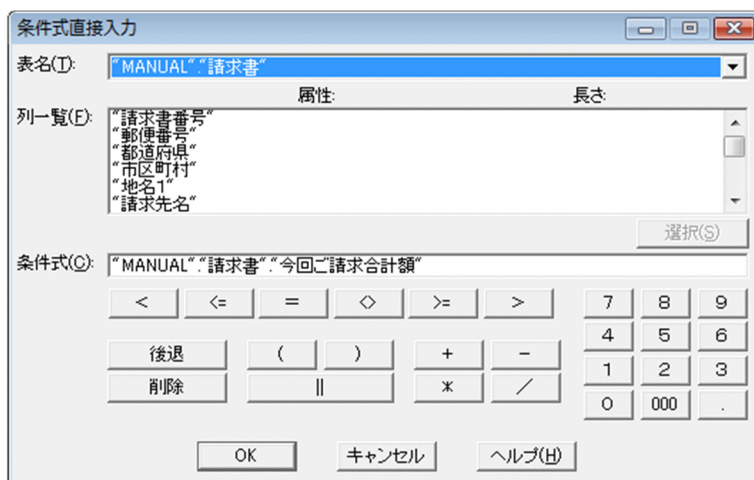 条件式直接入力
表名(T): "MANUAL"."請求書"
属性: 長さ:
列一覧(F): "請求書番号"
"郵便番号"
"都道府県"
"市区町村"
"地名1"
"請求先名"
選択(S)
条件式(C): "MANUAL"."請求書"."今回ご請求合計額"
< <= = <> >= > 7 8 9
4 5 6
後退 ( ) + -
1 2 3
削除 || * /
0 000 .
OK キャンセル ヘルプ(H)